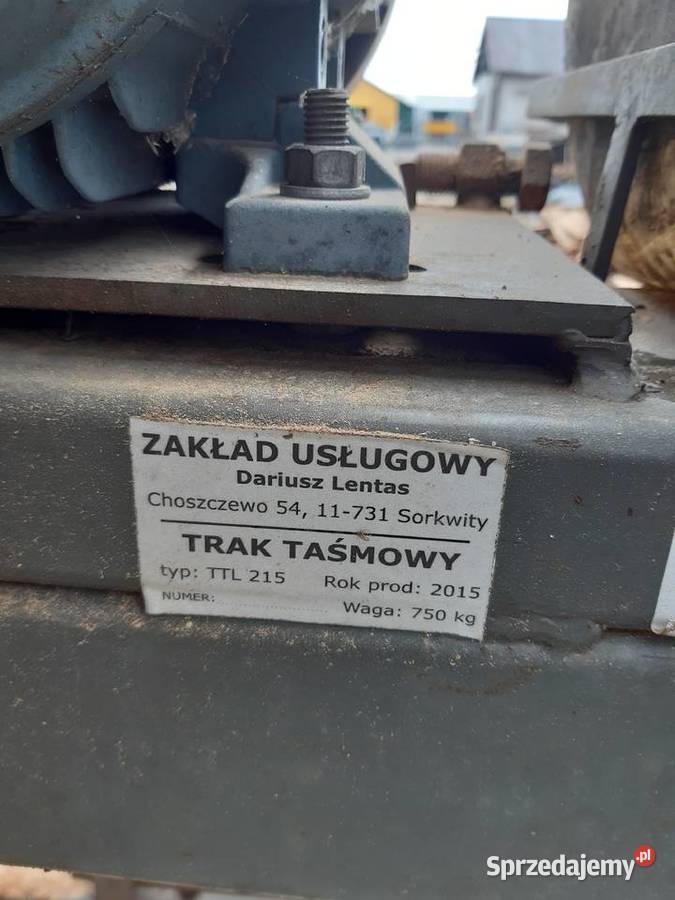 ZAKŁAD USŁUGOWY
Dariusz Lentas
Choszczewo 54, 11-731 Sorkwity
TRAK TAŚMOWY
typ: TTL 215 Rok prod: 2015
NUMER: .................... Waga: 750 kg
Sprzedajemy.pl